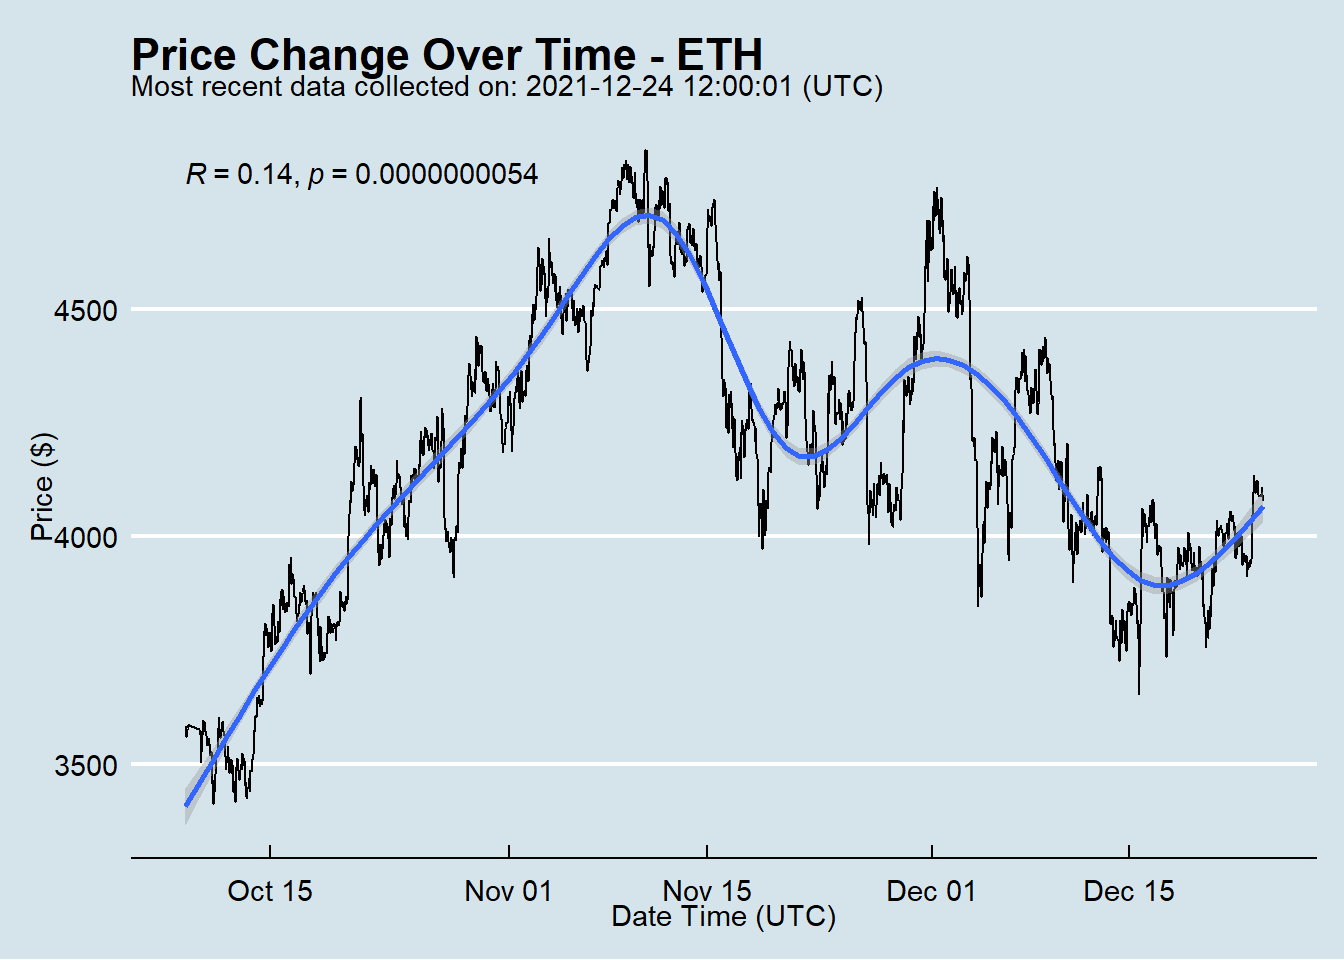 Price Change Over Time - ETH
Most recent data collected on: 2021-12-24 12:00:01 (UTC)
R = 0.14, p = 0.0000000054
4500
4000
3500
Price ($)
Oct 15
Nov 01
Nov 15
Dec 01
Dec 15
Date Time (UTC)